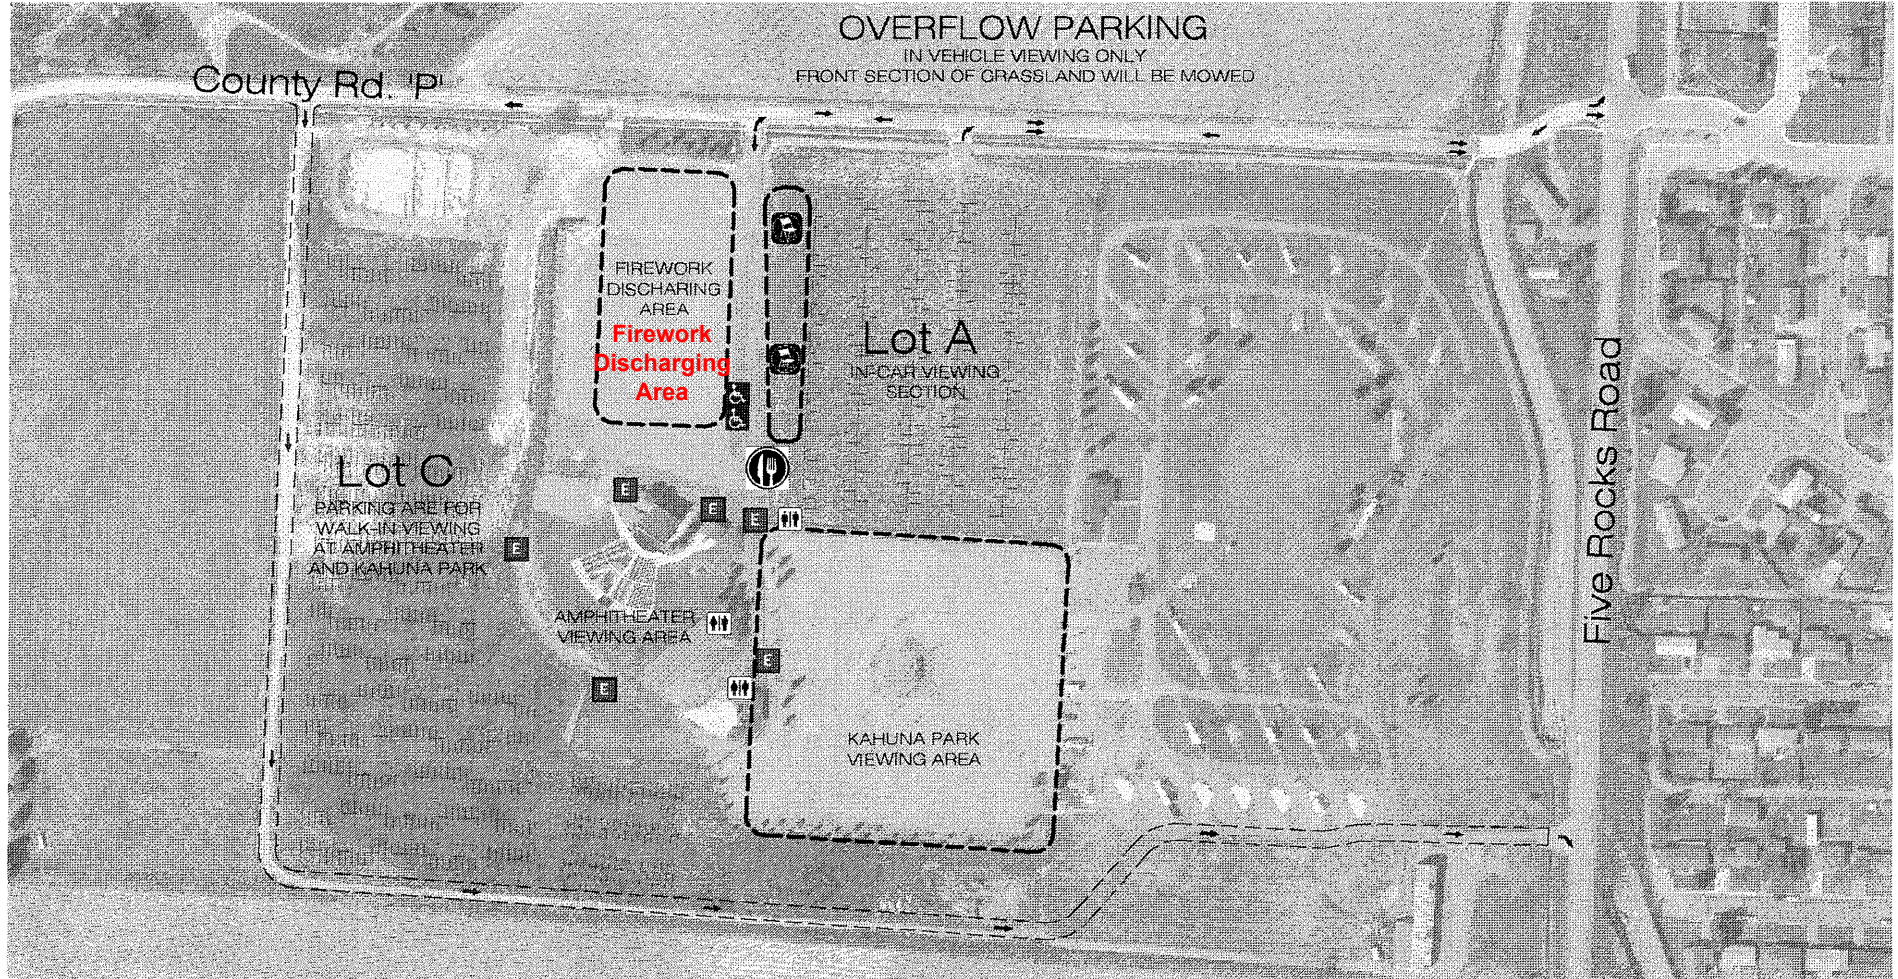 OVERFLOW PARKING
IN VEHICLE VIEWING ONLY
FRONT SECTION OF GRASSLAND WILL BE MOWED
County Rd. 'P'
FIREWORK
DISCHARING
AREA
Firework
Discharging
Area
Lot A
IN-CAR VIEWING
SECTION
Five Rocks Road
Lot C
PARKING ARE FOR
WALK-IN VIEWING
AT AMPHITHEATER
AND KAHUNA PARK
E
E
E
E
AMPHITHEATER
VIEWING AREA
E
E
KAHUNA PARK
VIEWING AREA